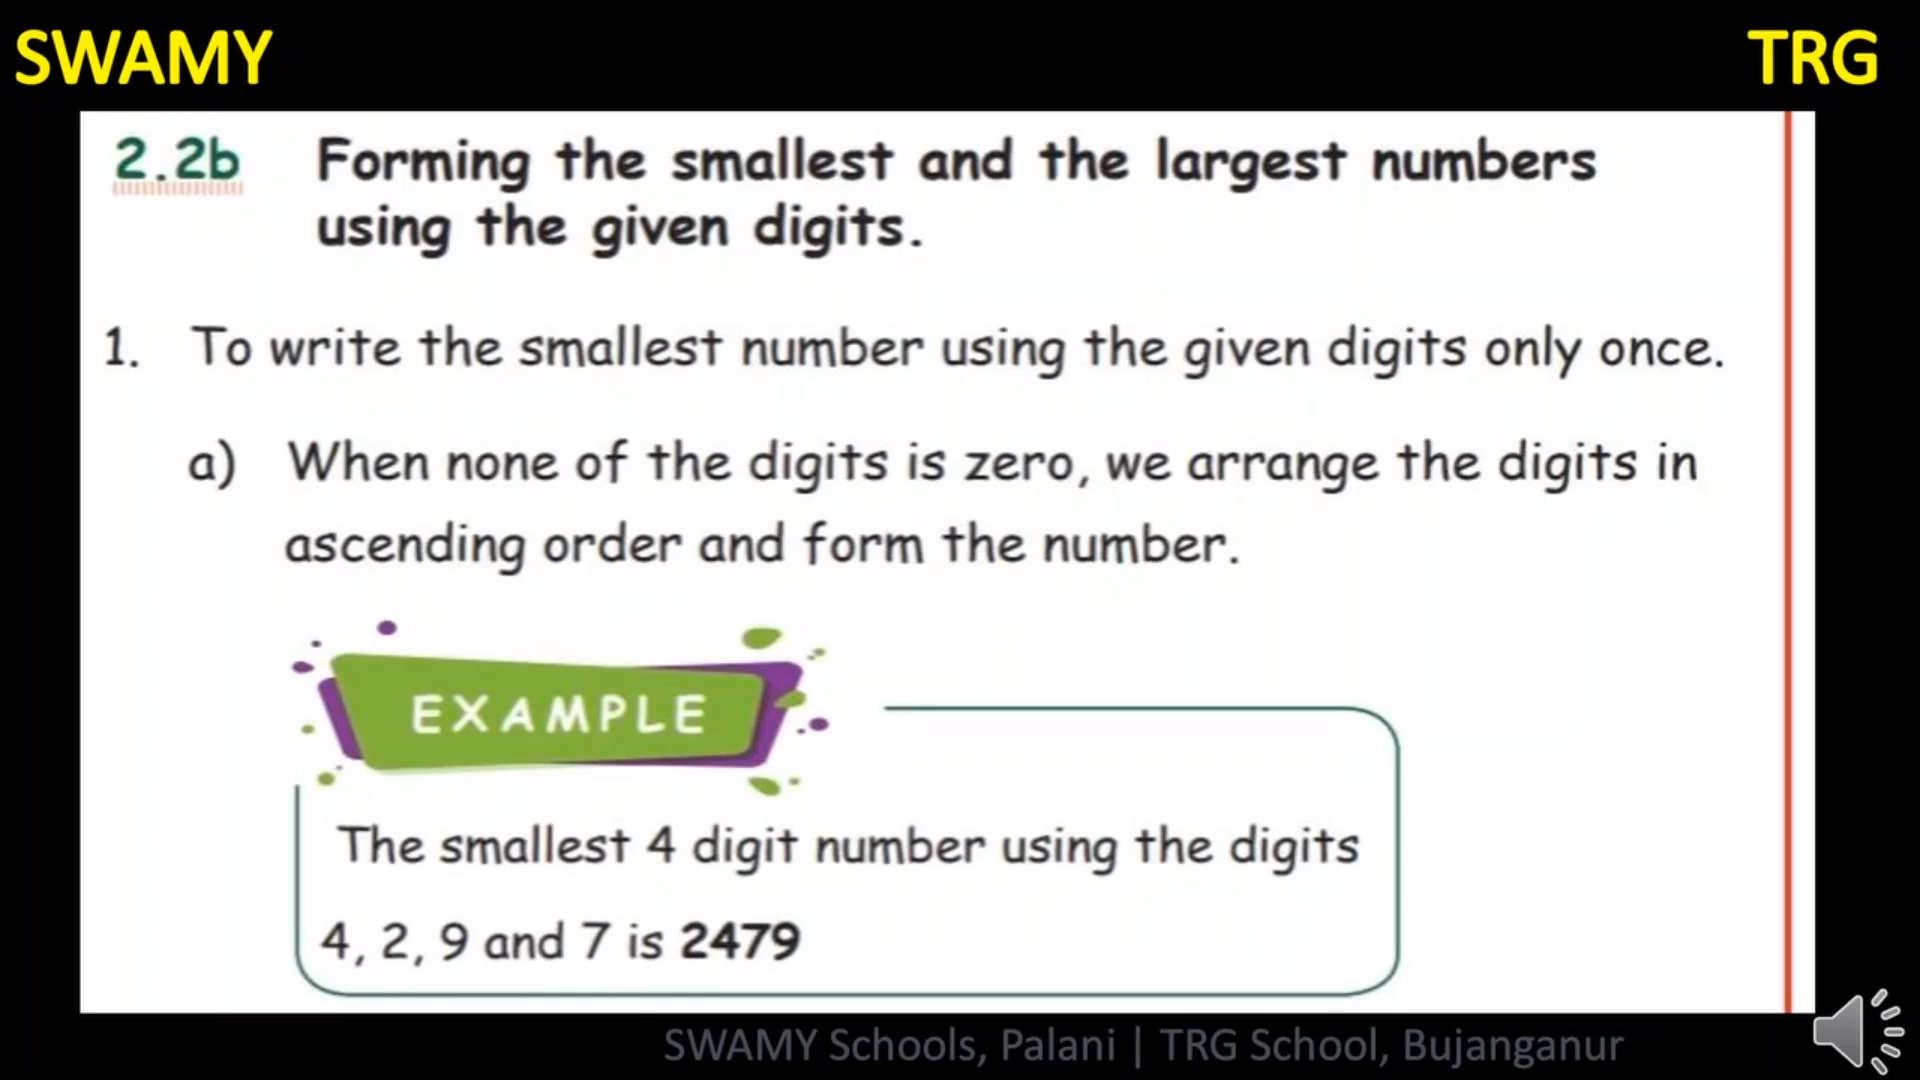 SWAMY
TRG
2.2b Forming the smallest and the largest numbers
using the given digits.
1. To write the smallest number using the given digits only once.
a) When none of the digits is zero, we arrange the digits in
ascending order and form the number.
EXAMPLE
The smallest 4 digit number using the digits
4, 2, 9 and 7 is 2479
SWAMY Schools, Palani | TRG School, Bujanganur